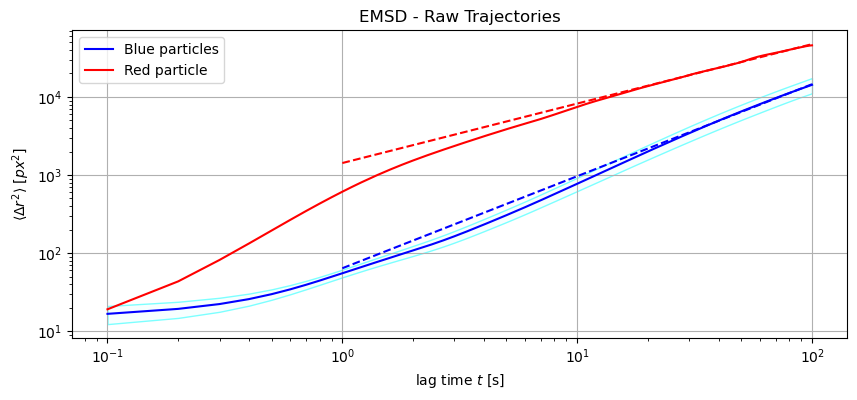 EMSD - Raw Trajectories
Blue particles
Red particle
⟨Δr²⟩ [px²]
10⁴
10³
10²
10¹
10⁻¹
10⁰
10¹
10²
lag time t [s]